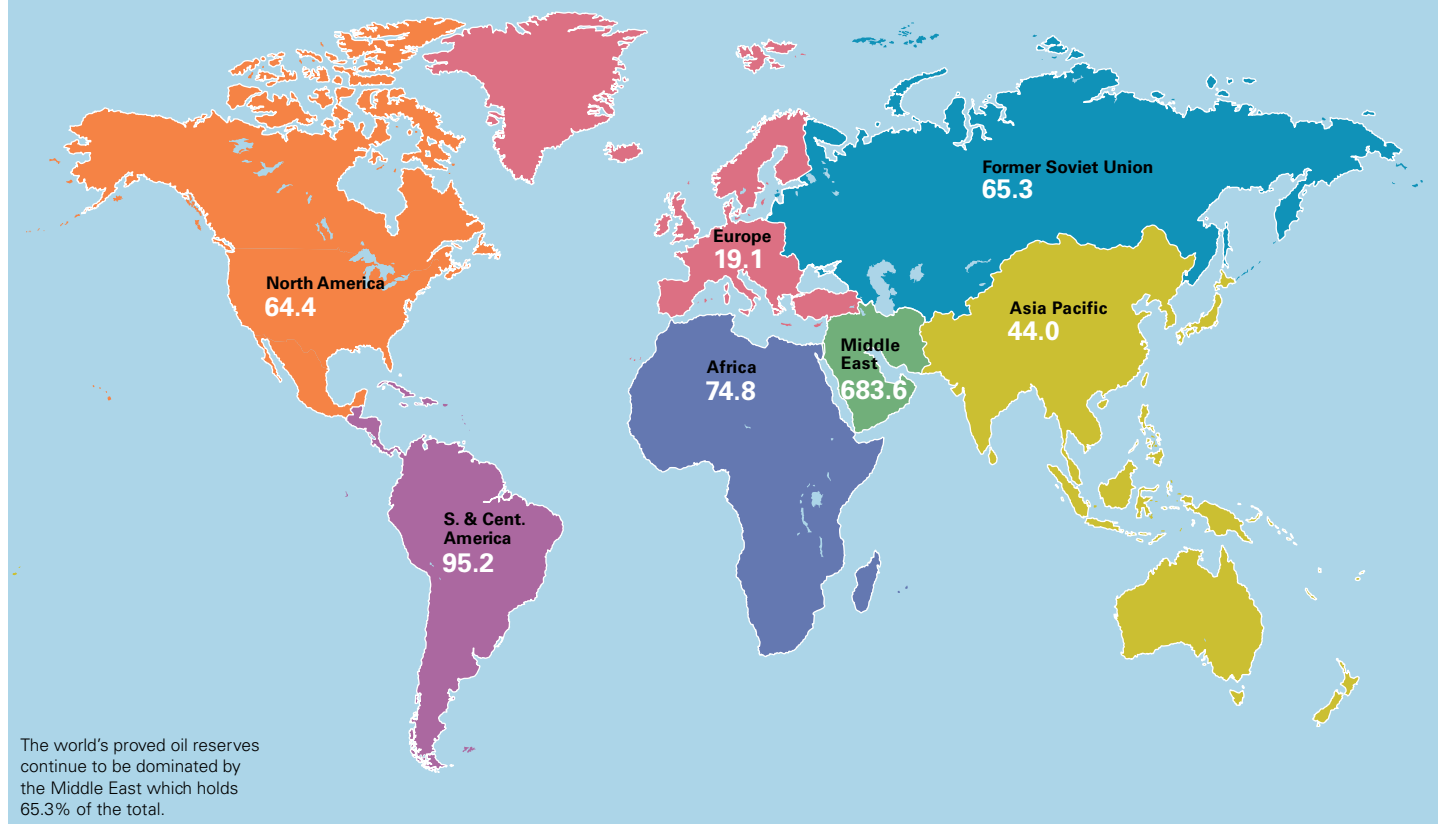 Former Soviet Union
65.3
Europe
19.1
North America
64.4
Asia Pacific
44.0
Middle
East
683.6
Africa
74.8
S. & Cent.
America
95.2
The world's proved oil reserves
continue to be dominated by
the Middle East which holds
65.3% of the total.